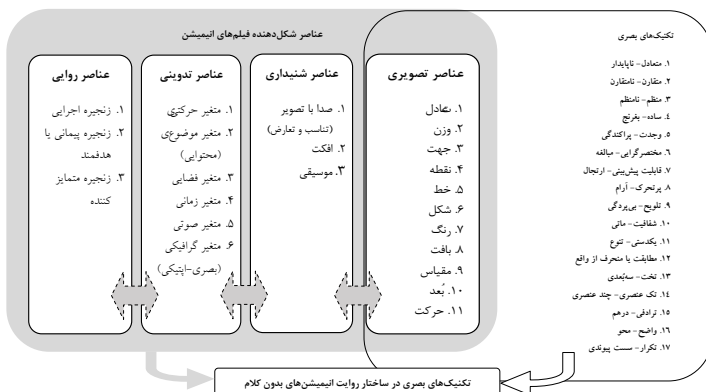 عناصر شکل‌دهنده فیلم‌های انیمیشن
تکنیک‌های بصری
۱. متعادل- ناپایدار
۲. متقارن- نامتقارن
۳. منظم- نامنظم
۴. ساده- بغرنج
۵. وحدت- پراکندگی
۶. مختصرگرایی- مبالغه
۷. قابلیت پیش‌بینی- ارتجال
۸. پرتحرک- آرام
۹. تلویح- بی‌پردگی
۱۰. شفافیت- ماتی
۱۱. یکدستی- تنوع
۱۲. مطابقت با منحرف از واقع
۱۳. تخت- سه‌بُعدی
۱۴. تک عنصری- چند عنصری
۱۵. ترادفی- درهم
۱۶. واضح- محو
۱۷. تکرار- سست پیوندی
عناصر تصویری
۱. تعادل
۲. وزن
۳. جهت
۴. نقطه
۵. خط
۶. شکل
۷. رنگ
۸. بافت
۹. مقیاس
۱۰. بُعد
۱۱. حرکت
عناصر شنیداری
۱. صدا با تصویر
(تناسب و تعارض)
۲. افکت
۳. موسیقی
عناصر تدوینی
۱. متغیر حرکتی
۲. متغیر موضوعی
(محتوایی)
۳. متغیر فضایی
۴. متغیر زمانی
۵. متغیر صوتی
۶. متغیر گرافیکی
(بصری-اپتیکی)
عناصر روایی
۱. زنجیره اجرایی
۲. زنجیره پیمانی یا
هدفمند
۳. زنجیره متمایز
کننده
تکنیک‌های بصری در ساختار روایت انیمیشن‌های بدون کلام